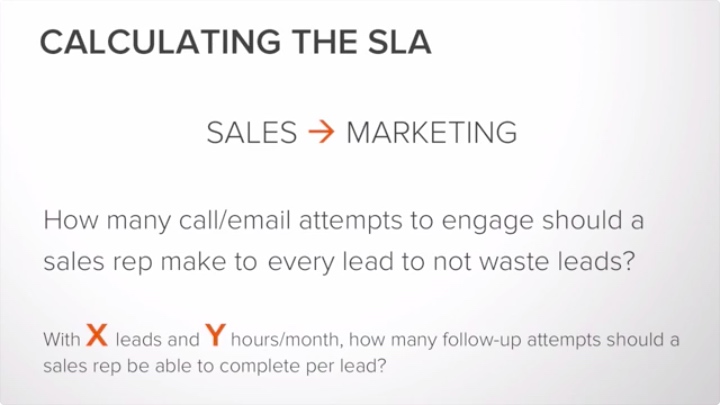 CALCULATING THE SLA
SALES → MARKETING
How many call/email attempts to engage should a
sales rep make to every lead to not waste leads?
With X leads and Y hours/month, how many follow-up attempts should a
sales rep be able to complete per lead?